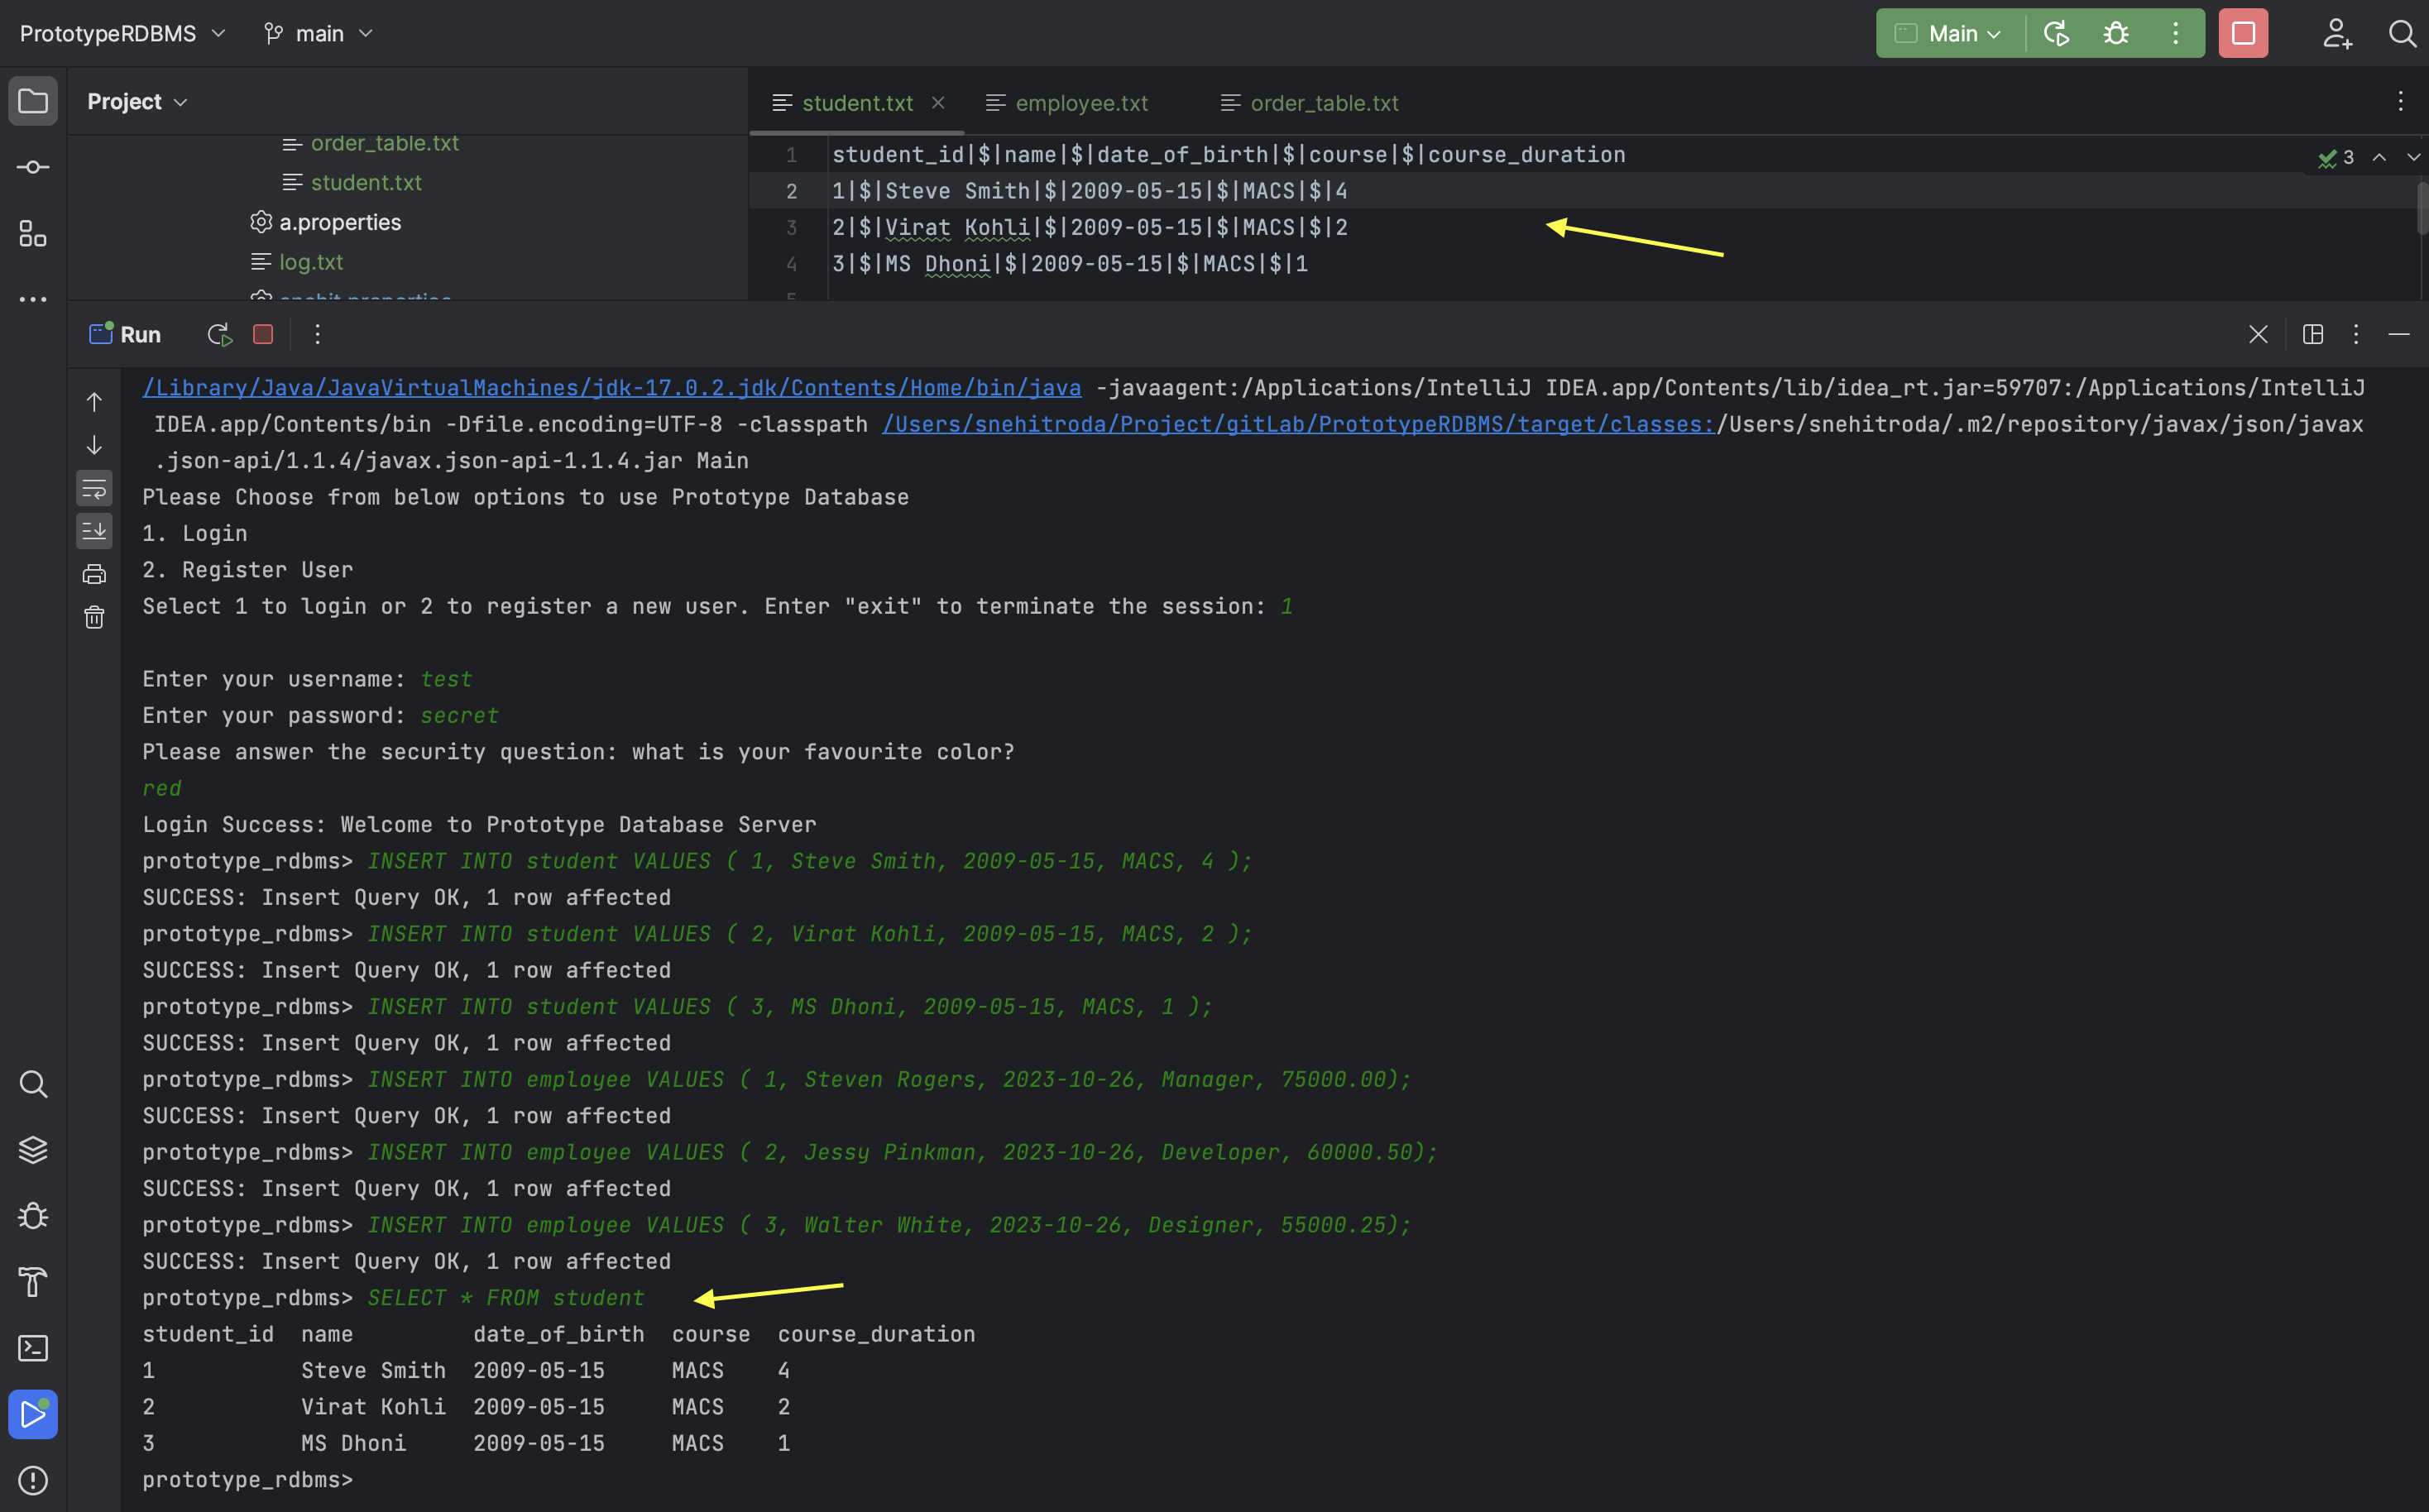 PrototypeRDBMS main Main
Project
student.txt employee.txt order_table.txt
order_table.txt
student.txt
a.properties
log.txt
1 student_id|$|name|$|date_of_birth|$|course|$|course_duration
2 1|$|Steve Smith|$|2009-05-15|$|MACS|$|4
3 2|$|Virat Kohli|$|2009-05-15|$|MACS|$|2
4 3|$|MS Dhoni|$|2009-05-15|$|MACS|$|1
5
3
Run
/Library/Java/JavaVirtualMachines/jdk-17.0.2.jdk/Contents/Home/bin/java -javaagent:/Applications/IntelliJ IDEA.app/Contents/lib/idea_rt.jar=59707:/Applications/IntelliJ
IDEA.app/Contents/bin -Dfile.encoding=UTF-8 -classpath /Users/snehitroda/Project/gitLab/PrototypeRDBMS/target/classes:/Users/snehitroda/.m2/repository/javax/json/javax
.json-api/1.1.4/javax.json-api-1.1.4.jar Main
Please Choose from below options to use Prototype Database
1. Login
2. Register User
Select 1 to login or 2 to register a new user. Enter "exit" to terminate the session: 1
Enter your username: test
Enter your password: secret
Please answer the security question: what is your favourite color?
red
Login Success: Welcome to Prototype Database Server
prototype_rdbms> INSERT INTO student VALUES ( 1, Steve Smith, 2009-05-15, MACS, 4 );
SUCCESS: Insert Query OK, 1 row affected
prototype_rdbms> INSERT INTO student VALUES ( 2, Virat Kohli, 2009-05-15, MACS, 2 );
SUCCESS: Insert Query OK, 1 row affected
prototype_rdbms> INSERT INTO student VALUES ( 3, MS Dhoni, 2009-05-15, MACS, 1 );
SUCCESS: Insert Query OK, 1 row affected
prototype_rdbms> INSERT INTO employee VALUES ( 1, Steven Rogers, 2023-10-26, Manager, 75000.00);
SUCCESS: Insert Query OK, 1 row affected
prototype_rdbms> INSERT INTO employee VALUES ( 2, Jessy Pinkman, 2023-10-26, Developer, 60000.50);
SUCCESS: Insert Query OK, 1 row affected
prototype_rdbms> INSERT INTO employee VALUES ( 3, Walter White, 2023-10-26, Designer, 55000.25);
SUCCESS: Insert Query OK, 1 row affected
prototype_rdbms> SELECT * FROM student
student_id name date_of_birth course course_duration
1 Steve Smith 2009-05-15 MACS 4
2 Virat Kohli 2009-05-15 MACS 2
3 MS Dhoni 2009-05-15 MACS 1
prototype_rdbms>